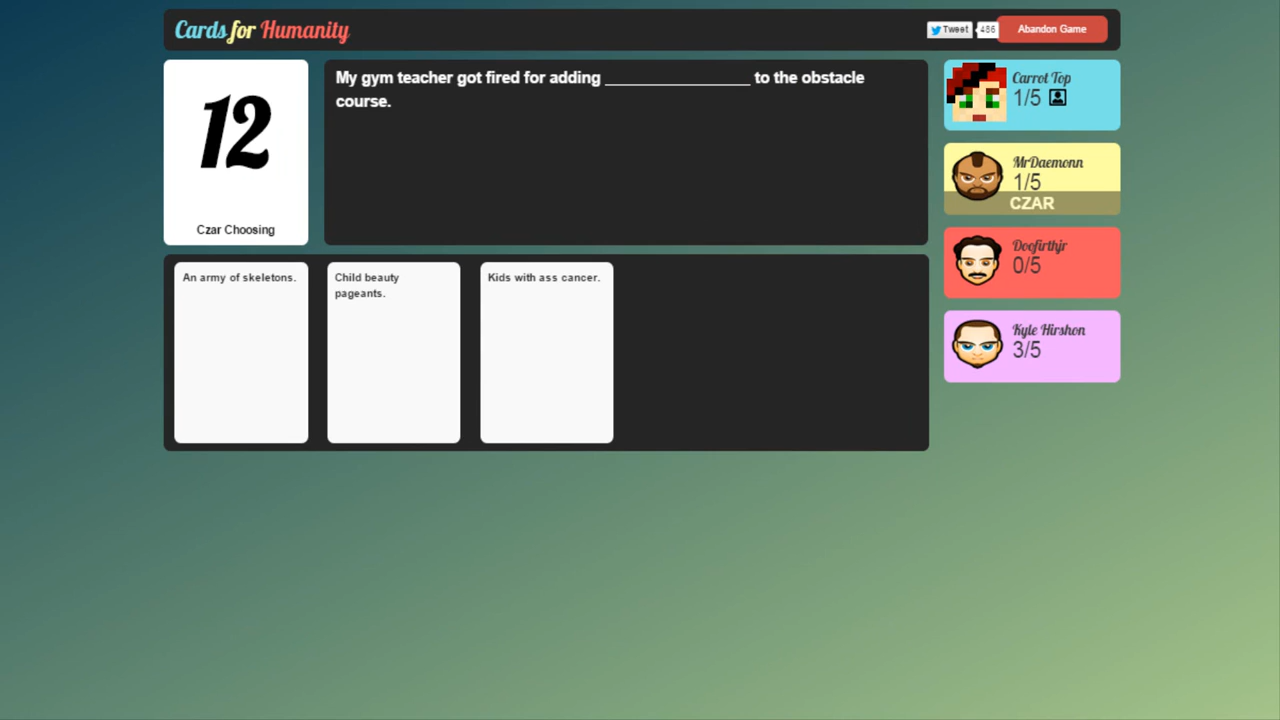 Cards for Humanity
Tweet
486
Abandon Game
12
Czar Choosing
My gym teacher got fired for adding ________________ to the obstacle
course.
Carrot Top
1/5
MrDaemonn
1/5
CZAR
Doofirthjr
0/5
Kyle Hirshon
3/5
An army of skeletons.
Child beauty
pageants.
Kids with ass cancer.